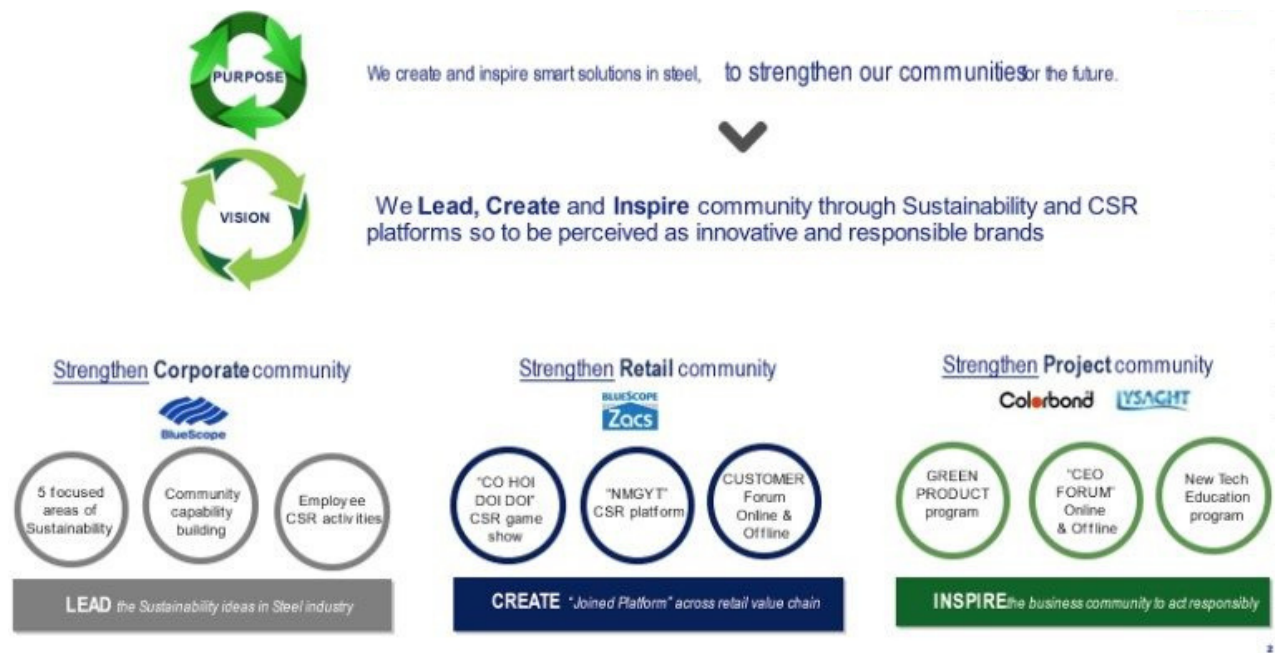 PURPOSE
We create and inspire smart solutions in steel, to strengthen our communities for the future.
VISION
We Lead, Create and Inspire community through Sustainability and CSR
platforms so to be perceived as innovative and responsible brands
Strengthen Corporate community
BlueScope
5 focused
areas of
Sustainability
Community
capability
building
Employee
CSR activities
LEAD the Sustainability ideas in Steel industry
Strengthen Retail community
BLUESCOPE
Zacs
"CO HOI
DOI DOI"
CSR game
show
"NMGYT"
CSR platform
CUSTOMER
Forum
Online &
Offline
CREATE "Joined Platform" across retail value chain
Strengthen Project community
Colorbond
LYSAGHT
GREEN
PRODUCT
program
"CEO
FORUM"
Online
& Offline
New Tech
Education
program
INSPIRE the business community to act responsibly
2